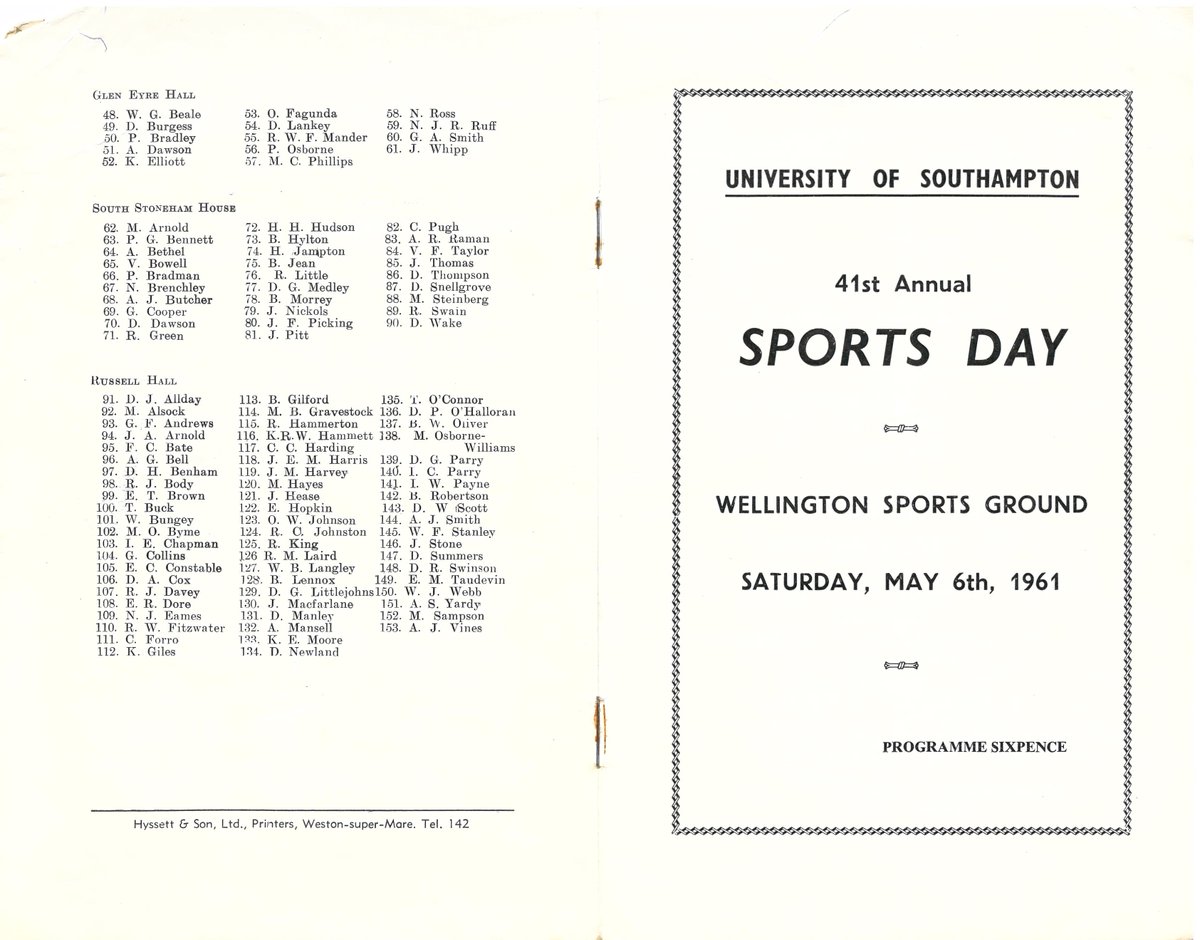 GLEN EYRE HALL
48. W. G. Beale 53. O. Fagunda 58. N. Ross
49. D. Burgess 54. D. Lankey 59. N. J. R. Ruff
50. P. Bradley 55. R. W. F. Mander 60. G. A. Smith
51. A. Dawson 56. P. Osborne 61. J. Whipp
52. K. Elliott 57. M. C. Phillips
SOUTH STONEHAM HOUSE
62. M. Arnold 72. H. H. Hudson 82. C. Pugh
63. P. G. Bennett 73. B. Hylton 83. A. R. Raman
64. A. Bethel 74. H. Jampton 84. V. F. Taylor
65. V. Bowell 75. B. Jean 85. J. Thomas
66. P. Bradman 76. R. Little 86. D. Thompson
67. N. Brenchley 77. D. G. Medley 87. D. Snellgrove
68. A. J. Butcher 78. B. Morrey 88. M. Steinberg
69. G. Cooper 79. J. Nickols 89. R. Swain
70. D. Dawson 80. J. F. Picking 90. D. Wake
71. R. Green 81. J. Pitt
RUSSELL HALL
91. D. J. Allday 113. B. Gilford 135. T. O'Connor
92. M. Alsock 114. M. B. Gravestock 136. D. P. O'Halloran
93. G. F. Andrews 115. R. Hammerton 137. B. W. Oliver
94. J. A. Arnold 116. K.R.W. Hammett 138. M. Osborne-
95. F. C. Bate 117. C. C. Harding Williams
96. A. G. Bell 118. J. E. M. Harris 139. D. G. Parry
97. D. H. Benham 119. J. M. Harvey 140. I. C. Parry
98. R. J. Body 120. M. Hayes 141. I. W. Payne
99. E. T. Brown 121. J. Hease 142. B. Robertson
100. T. Buck 122. E. Hopkin 143. D. W Scott
101. W. Bungey 123. O. W. Johnson 144. A. J. Smith
102. M. O. Byme 124. R. C. Johnston 145. W. F. Stanley
103. I. E. Chapman 125. R. King 146. J. Stone
104. G. Collins 126 R. M. Laird 147. D. Summers
105. E. C. Constable 127. W. B. Langley 148. D. R. Swinson
106. D. A. Cox 128. B. Lennox 149. E. M. Taudevin
107. R. J. Davey 129. D. G. Littlejohns 150. W. J. Webb
108. E. R. Dore 130. J. Macfarlane 151. A. S. Yardy
109. N. J. Eames 131. D. Manley 152. M. Sampson
110. R. W. Fitzwater 132. A. Mansell 153. A. J. Vines
111. C. Forro 133. K. E. Moore
112. K. Giles 134. D. Newland
Hyssett & Son, Ltd., Printers, Weston-super-Mare. Tel. 142
UNIVERSITY OF SOUTHAMPTON
41st Annual
SPORTS DAY
WELLINGTON SPORTS GROUND
SATURDAY, MAY 6th, 1961
PROGRAMME SIXPENCE